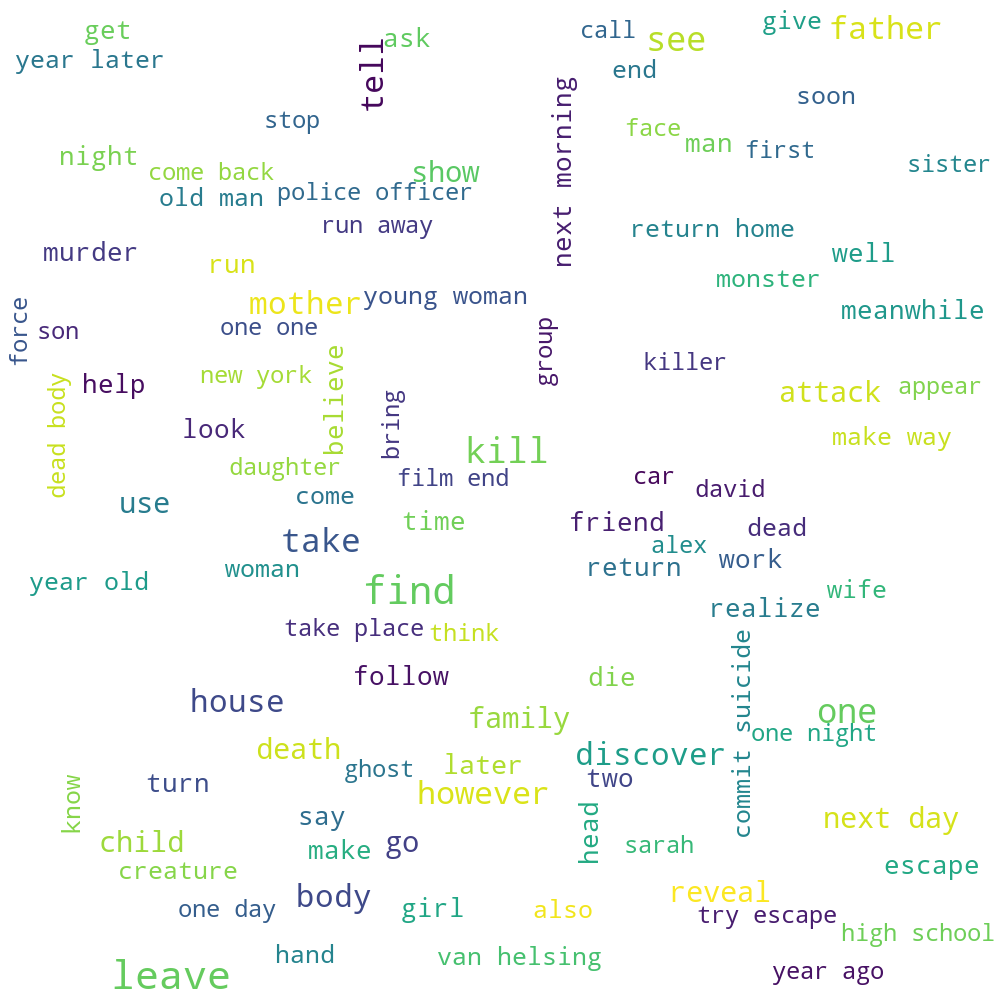 get
year later
tell
ask
call
see
give
father
end
soon
next morning
stop
face
man
first
sister
night
come back
show
old man
police officer
run away
return home
well
murder
run
monster
mother
young woman
meanwhile
force
son
one one
group
killer
help
new york
believe
attack
appear
dead body
look
bring
kill
make way
daughter
film end
car
david
use
come
time
friend
dead
take
alex
work
year old
woman
find
return
wife
realize
take place
think
commit suicide
follow
die
house
family
one
death
ghost
later
discover
one night
turn
two
know
however
say
head
next day
child
make
go
sarah
creature
escape
body
reveal
one day
girl
also
try escape
high school
hand
van helsing
leave
year ago